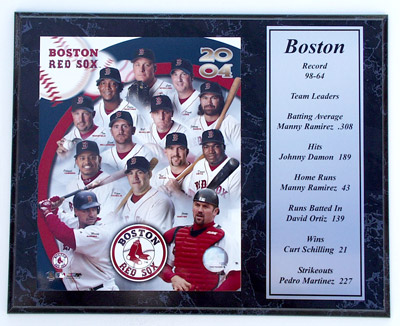 BOSTON
RED SOX
2004
BOSTON
RED SOX
Boston
Record
98-64
Team Leaders
Batting Average
Manny Ramirez .308
Hits
Johnny Damon 189
Home Runs
Manny Ramirez 43
Runs Batted In
David Ortiz 139
Wins
Curt Schilling 21
Strikeouts
Pedro Martinez 227